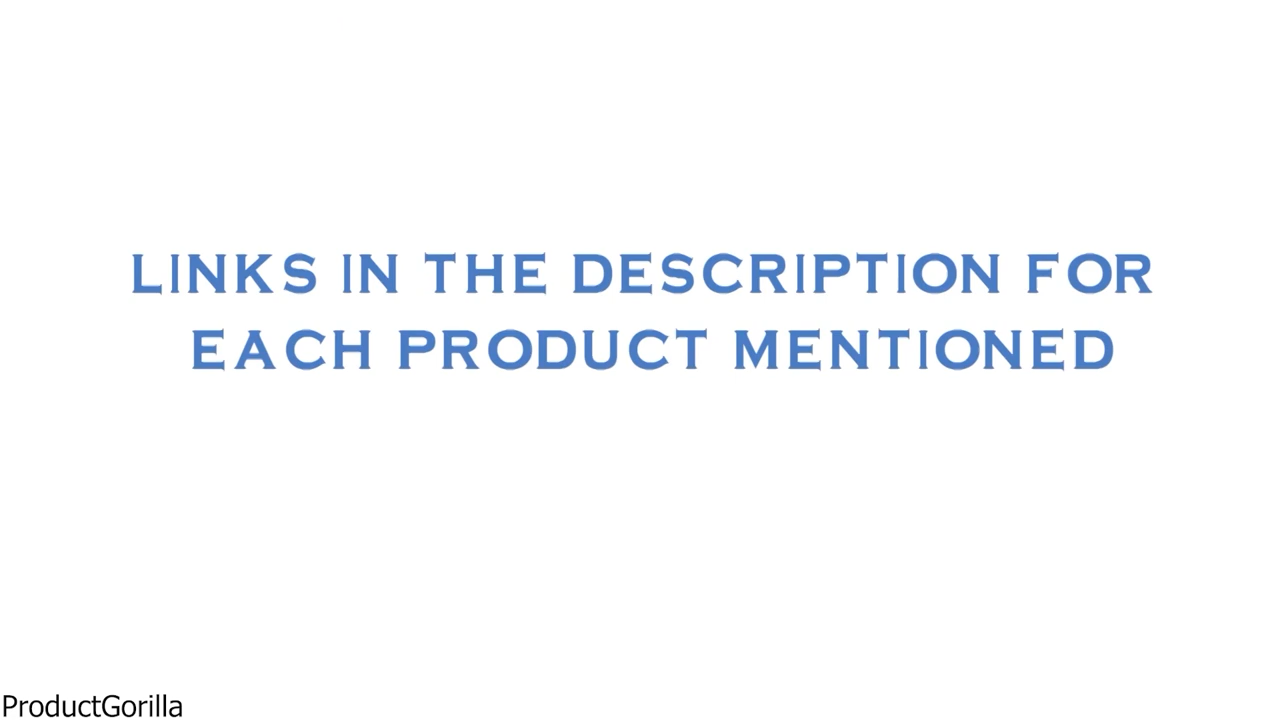 LINKS IN THE DESCRIPTION FOR
EACH PRODUCT MENTIONED
ProductGorilla